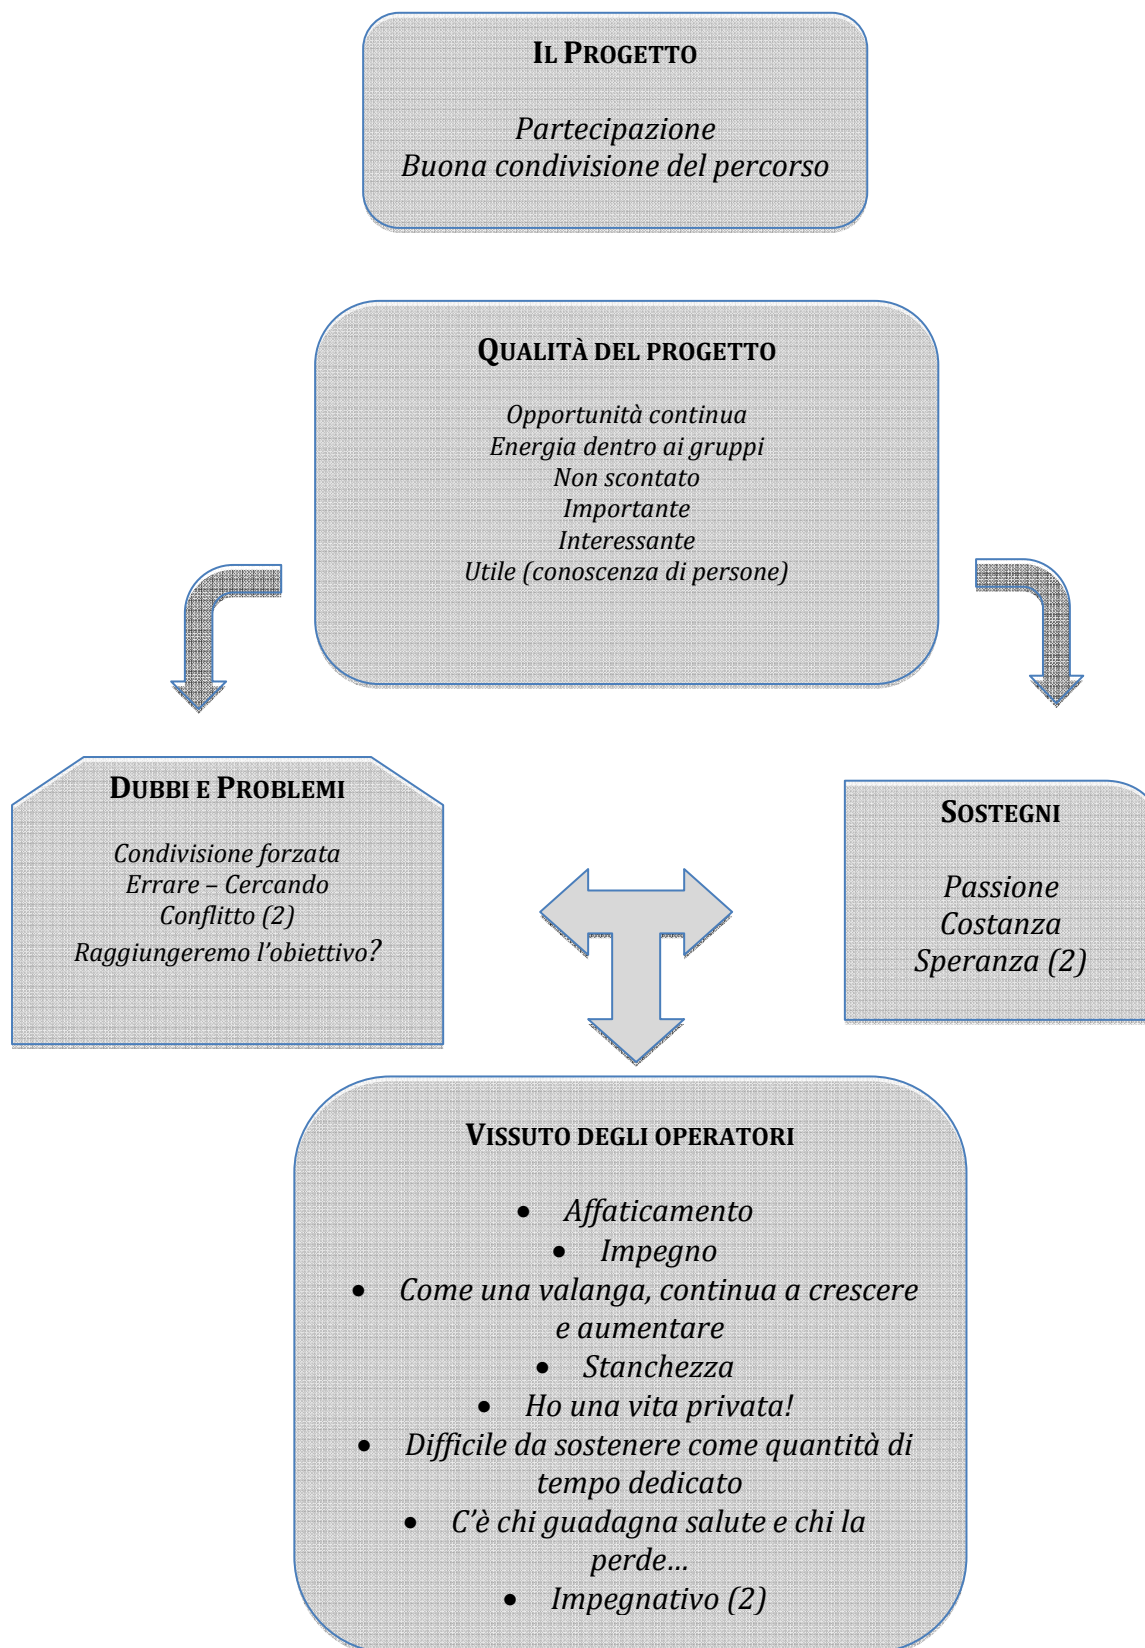 IL PROGETTO
Partecipazione
Buona condivisione del percorso
QUALITÀ DEL PROGETTO
Opportunità continua
Energia dentro ai gruppi
Non scontato
Importante
Interessante
Utile (conoscenza di persone)
DUBBI E PROBLEMI
Condivisione forzata
Errare – Cercando
Conflitto (2)
Raggiungeremo l’obiettivo?
SOSTEGNI
Passione
Costanza
Speranza (2)
VISSUTO DEGLI OPERATORI
• Affaticamento
• Impegno
• Come una valanga, continua a crescere
e aumentare
• Stanchezza
• Ho una vita privata!
• Difficile da sostenere come quantità di
tempo dedicato
• C’è chi guadagna salute e chi la
perde…
• Impegnativo (2)